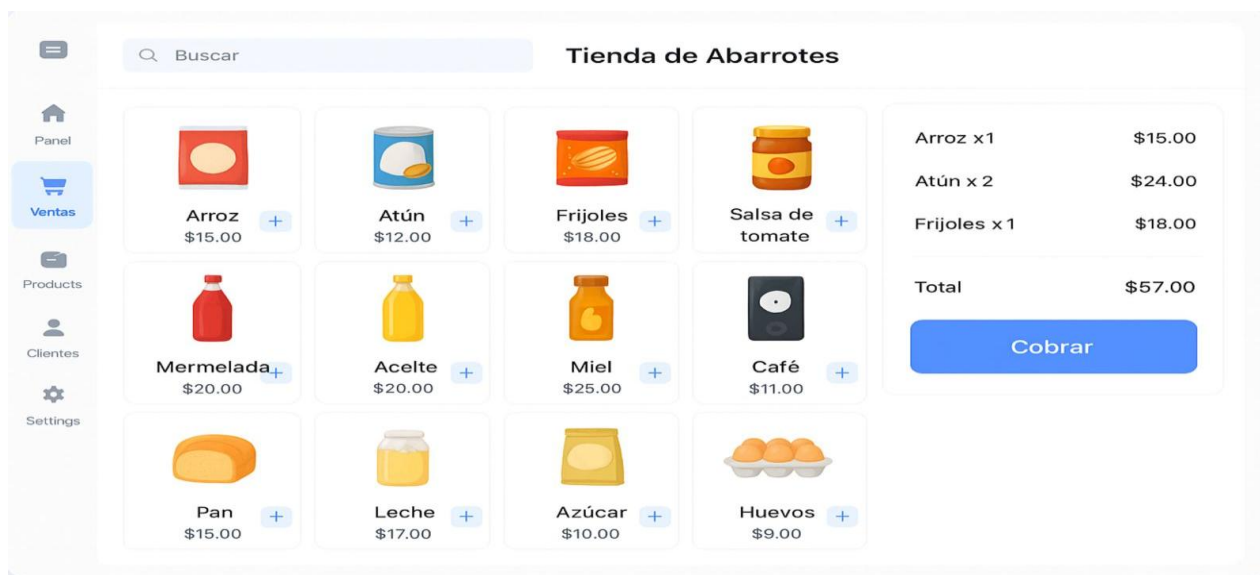 Buscar
Tienda de Abarrotes
Panel
Ventas
Products
Clientes
Settings
Arroz
$15.00
Atún
$12.00
Frijoles
$18.00
Salsa de
tomate
Mermelada
$20.00
Acelte
$20.00
Miel
$25.00
Café
$11.00
Pan
$15.00
Leche
$17.00
Azúcar
$10.00
Huevos
$9.00
Arroz x1 $15.00
Atún x 2 $24.00
Frijoles x1 $18.00
Total $57.00
Cobrar